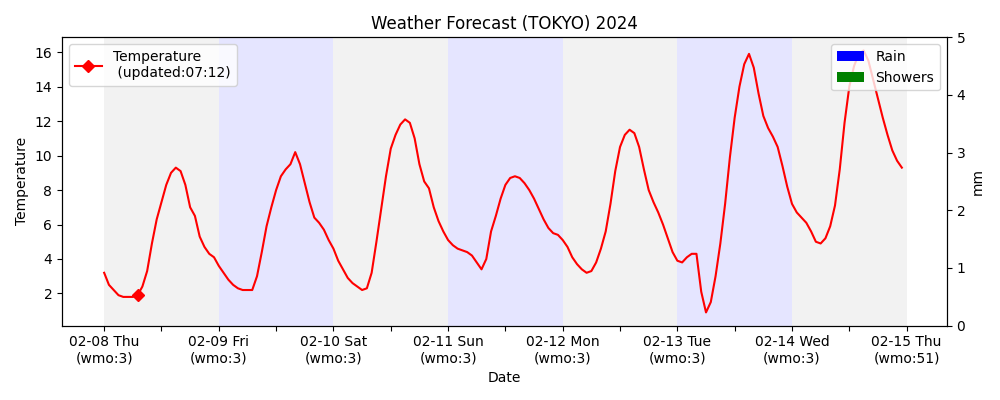 Weather Forecast (TOKYO) 2024
Temperature
(updated:07:12)
Rain
Showers
16
14
12
10
8
6
4
2
Temperature
5
4
3
2
1
0
mm
02-08 Thu 02-09 Fri 02-10 Sat 02-11 Sun 02-12 Mon 02-13 Tue 02-14 Wed 02-15 Thu
(wmo:3) (wmo:3) (wmo:3) (wmo:3) (wmo:3) (wmo:3) (wmo:3) (wmo:51)
Date